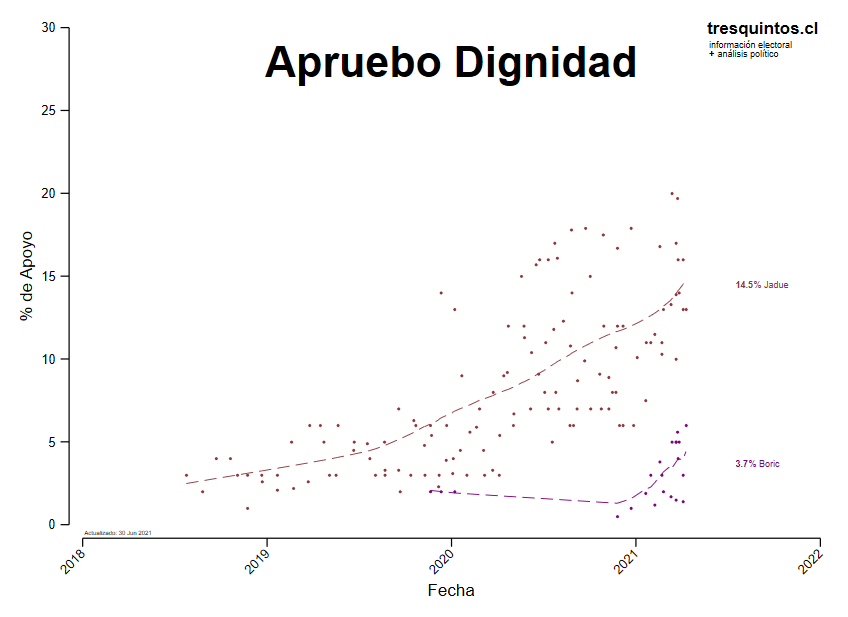 Apruebo Dignidad
tresquintos.cl
información electoral
+ análisis político
% de Apoyo
30
25
20
15
10
5
0
14.5% Jadue
3.7% Boric
Actualizado: 30 Jun 2021
2018
2019
2020
2021
2022
Fecha